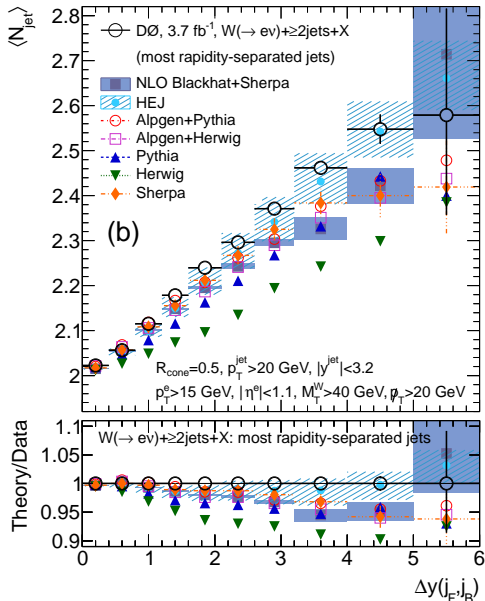 ⟨N_jet⟩
DØ, 3.7 fb⁻¹, W(→ eν)+≥2jets+X
(most rapidity-separated jets)
NLO Blackhat+Sherpa
HEJ
Alpgen+Pythia
Alpgen+Herwig
Pythia
Herwig
Sherpa
(b)
2.8
2.7
2.6
2.5
2.4
2.3
2.2
2.1
2.0
R_cone=0.5, p_T^jet>20 GeV, |y^jet|<3.2
p_T^e>15 GeV, |η^e|<1.1, M_T^W>40 GeV, p̸_T>20 GeV
W(→ eν)+≥2jets+X: most rapidity-separated jets
Theory/Data
1.1
1.05
1
0.95
0.9
0 1 2 3 4 5 6
Δy(j_F,j_B)